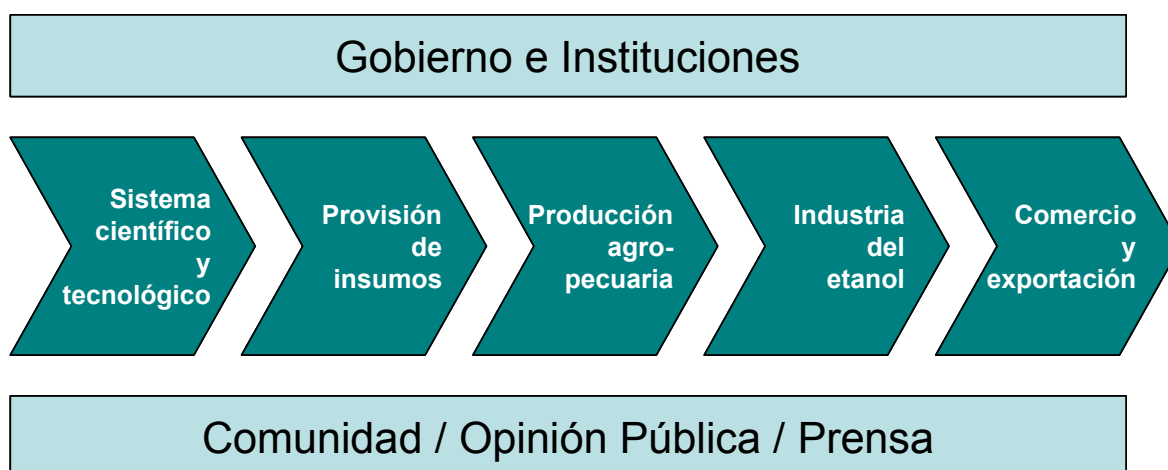 Gobierno e Instituciones
Sistema
científico
y
tecnológico
Provisión
de
insumos
Producción
agro-
pecuaria
Industria
del
etanol
Comercio
y
exportación
Comunidad / Opinión Pública / Prensa